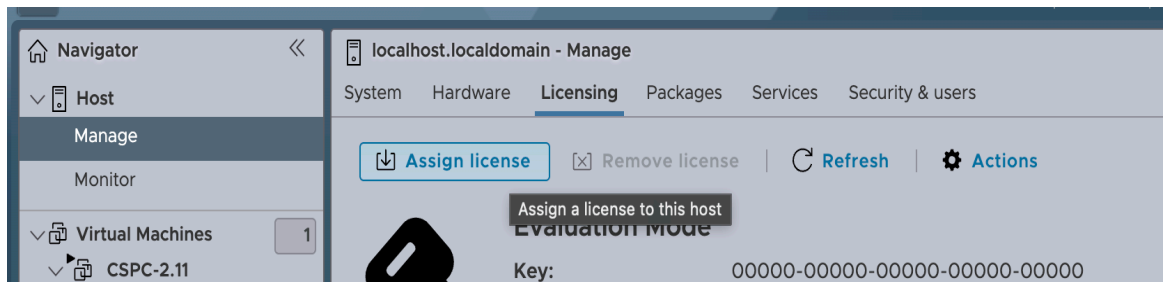 Navigator
Host
Manage
Monitor
Virtual Machines 1
CSPC-2.11
localhost.localdomain - Manage
System Hardware Licensing Packages Services Security & users
Assign license Remove license Refresh Actions
Assign a license to this host
Evaluation Mode
Key: 00000-00000-00000-00000-00000